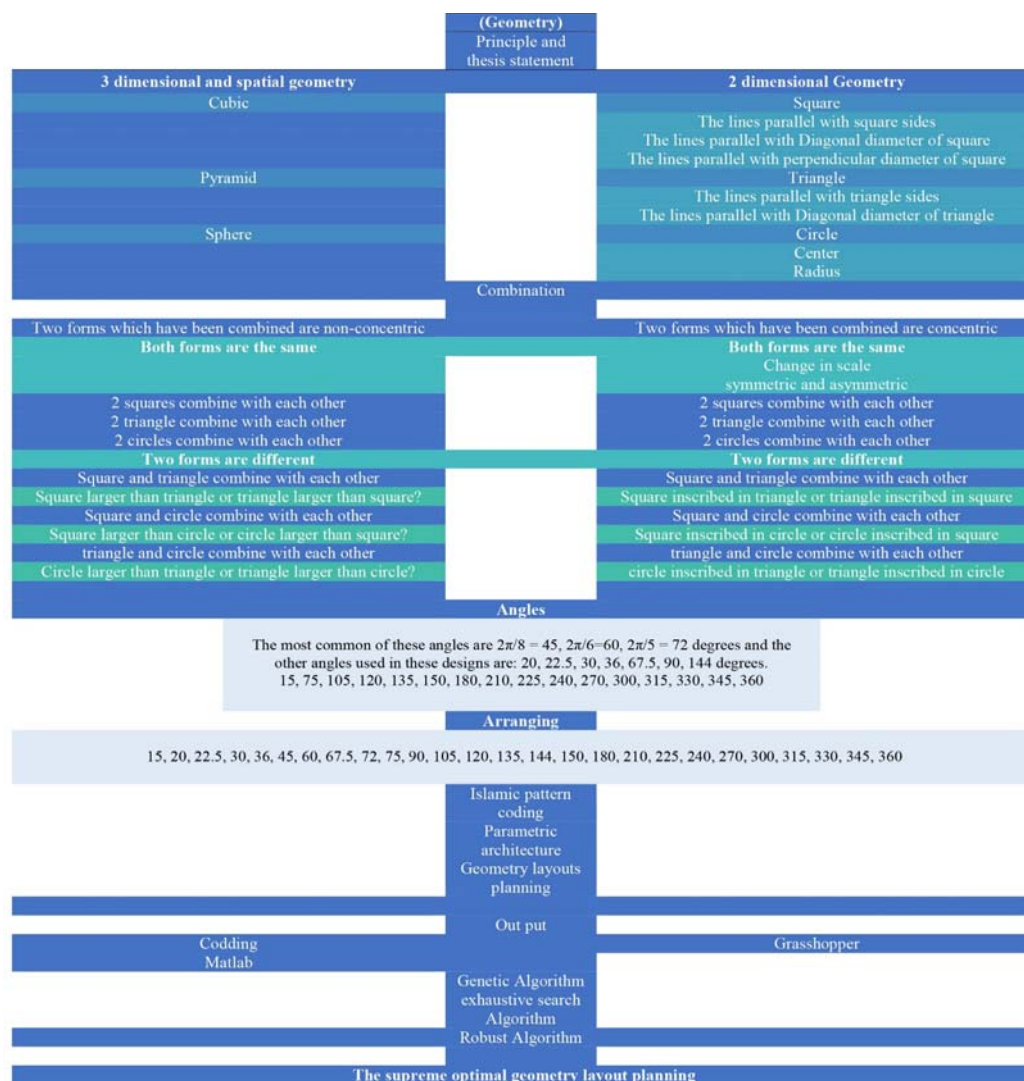 (Geometry)
Principle and
thesis statement
3 dimensional and spatial geometry
2 dimensional Geometry
Cubic
Square
The lines parallel with square sides
The lines parallel with Diagonal diameter of square
The lines parallel with perpendicular diameter of square
Pyramid
Triangle
The lines parallel with triangle sides
The lines parallel with Diagonal diameter of triangle
Sphere
Circle
Center
Radius
Combination
Two forms which have been combined are non-concentric
Two forms which have been combined are concentric
Both forms are the same
Both forms are the same
Change in scale
symmetric and asymmetric
2 squares combine with each other
2 squares combine with each other
2 triangle combine with each other
2 triangle combine with each other
2 circles combine with each other
2 circles combine with each other
Two forms are different
Two forms are different
Square and triangle combine with each other
Square and triangle combine with each other
Square larger than triangle or triangle larger than square?
Square inscribed in triangle or triangle inscribed in square
Square and circle combine with each other
Square and circle combine with each other
Square larger than circle or circle larger than square?
Square inscribed in circle or circle inscribed in square
triangle and circle combine with each other
triangle and circle combine with each other
Circle larger than triangle or triangle larger than circle?
circle inscribed in triangle or triangle inscribed in circle
Angles
The most common of these angles are 2π/8 = 45, 2π/6=60, 2π/5 = 72 degrees and the
other angles used in these designs are: 20, 22.5, 30, 36, 67.5, 90, 144 degrees.
15, 75, 105, 120, 135, 150, 180, 210, 225, 240, 270, 300, 315, 330, 345, 360
Arranging
15, 20, 22.5, 30, 36, 45, 60, 67.5, 72, 75, 90, 105, 120, 135, 144, 150, 180, 210, 225, 240, 270, 300, 315, 330, 345, 360
Islamic pattern
coding
Parametric
architecture
Geometry layouts
planning
Out put
Codding
Grasshopper
Matlab
Genetic Algorithm
exhaustive search
Algorithm
Robust Algorithm
The supreme optimal geometry layout planning